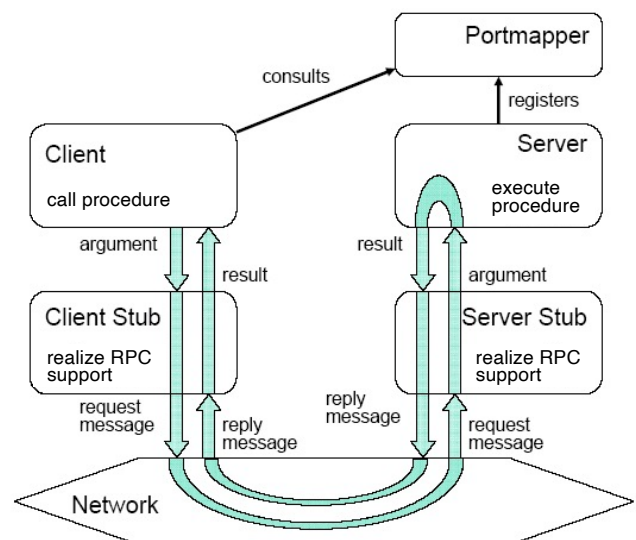 Portmapper
consults
registers
Client
call procedure
Server
execute
procedure
argument
result
result
argument
Client Stub
realize RPC
support
Server Stub
realize RPC
support
request
message
reply
message
reply
message
request
message
Network